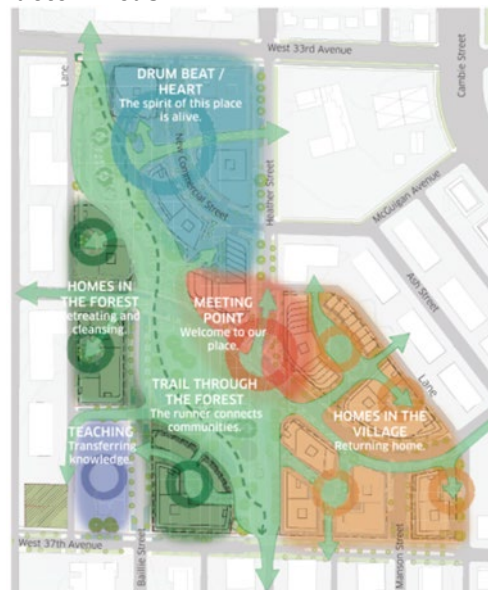 West 33rd Avenue
Lane
Cambie Street
DRUM BEAT /
HEART
The spirit of this place
is alive.
New Commercial Street
Heather Street
McGuigan Avenue
Ash Street
HOMES IN
THE FOREST
Retreating and
cleansing.
MEETING
POINT
Welcome to our
place.
Lane
TRAIL THROUGH
THE FOREST
The runner connects
communities.
HOMES IN THE
VILLAGE
Returning home.
TEACHING
Transferring
knowledge.
West 37th Avenue
Baillie Street
Manson Street